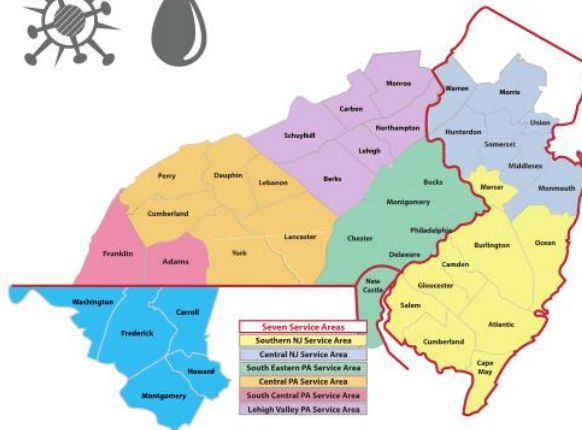 Monroe
Warren
Morris
Carbon
Union
Northampton
Hunterdon
Schuylkill
Somerset
Lehigh
Middlesex
Perry
Dauphin
Berks
Bucks
Mercer
Monmouth
Lebanon
Montgomery
Cumberland
Philadelphia
Ocean
Lancaster
Burlington
Franklin
Adams
York
Chester
Delaware
Camden
New
Castle
Gloucester
Washington
Carroll
Salem
Frederick
Atlantic
Cumberland
Howard
Cape
May
Montgomery
Seven Service Areas
Southern NJ Service Area
Central NJ Service Area
South Eastern PA Service Area
Central PA Service Area
South Central PA Service Area
Lehigh Valley PA Service Area